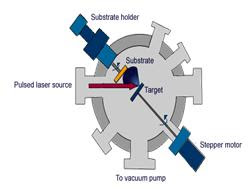 Substrate holder
Substrate
Pulsed laser source
Target
Stepper motor
To vacuum pump